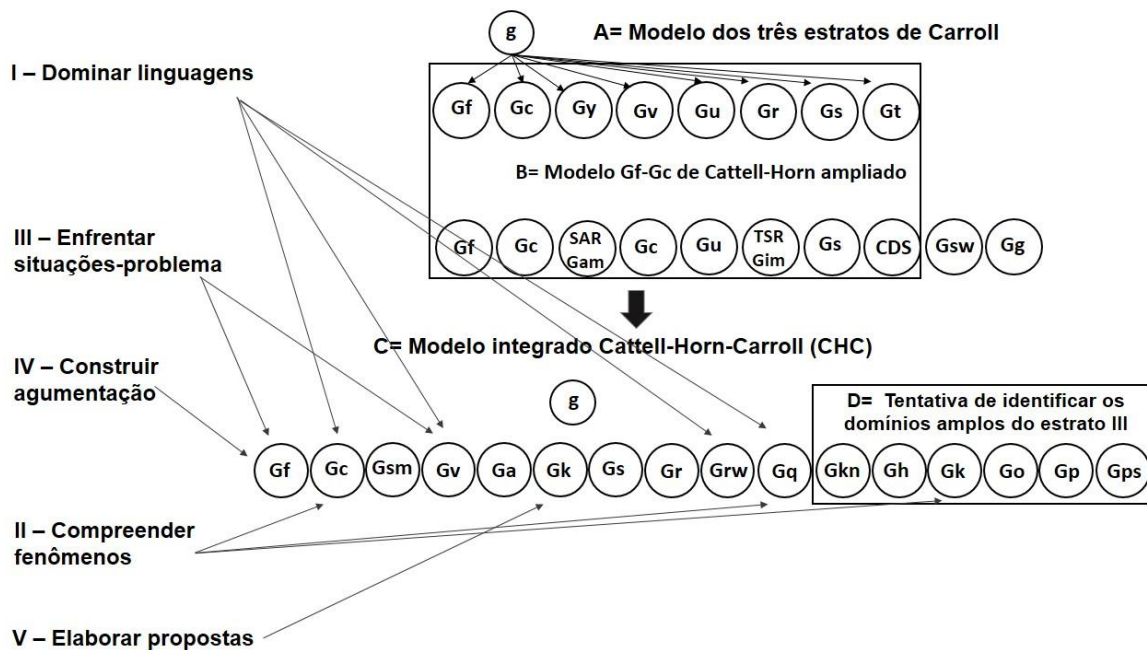 g
A= Modelo dos três estratos de Carroll
I – Dominar linguagens
Gf Gc Gy Gv Gu Gr Gs Gt
B= Modelo Gf-Gc de Cattell-Horn ampliado
III – Enfrentar
situações-problema
Gf Gc SAR Gam Gc Gu TSR Gim Gs CDS Gsw Gg
C= Modelo integrado Cattell-Horn-Carroll (CHC)
IV – Construir
agumentação
g
D= Tentativa de identificar os
domínios amplos do estrato III
Gf Gc Gsm Gv Ga Gk Gs Gr Grw Gq Gkn Gh Gk Go Gp Gps
II – Compreender
fenômenos
V – Elaborar propostas